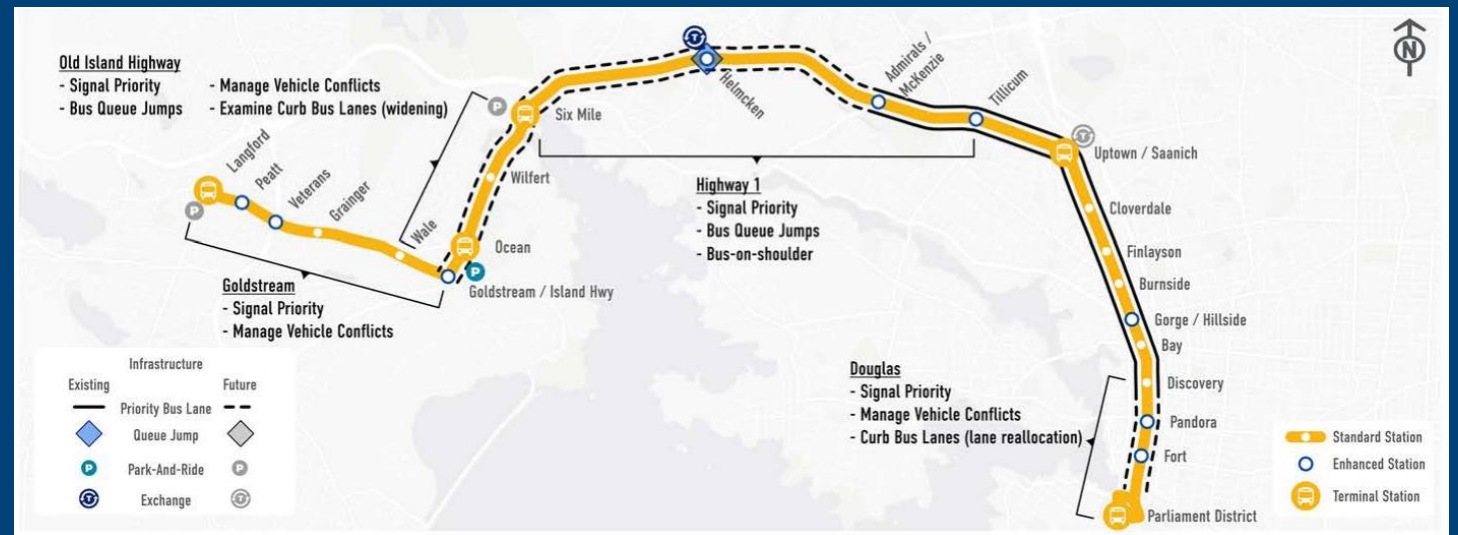 Old Island Highway
- Signal Priority
- Bus Queue Jumps
- Manage Vehicle Conflicts
- Examine Curb Bus Lanes (widening)
T
Helmcken
Admirals /
McKenzie
Tillicum
N
P
Six Mile
T
Uptown / Saanich
Langford
Peatt
Veterans
Grainger
Wale
P
Wilfert
Ocean
P
Goldstream / Island Hwy
Highway 1
- Signal Priority
- Bus Queue Jumps
- Bus-on-shoulder
Cloverdale
Finlayson
Burnside
Gorge / Hillside
Bay
Goldstream
- Signal Priority
- Manage Vehicle Conflicts
Douglas
- Signal Priority
- Manage Vehicle Conflicts
- Curb Bus Lanes (lane reallocation)
Discovery
Pandora
Fort
Parliament District
Infrastructure
Existing Future
Priority Bus Lane
Queue Jump
P Park-And-Ride P
T Exchange T
Standard Station
Enhanced Station
Terminal Station